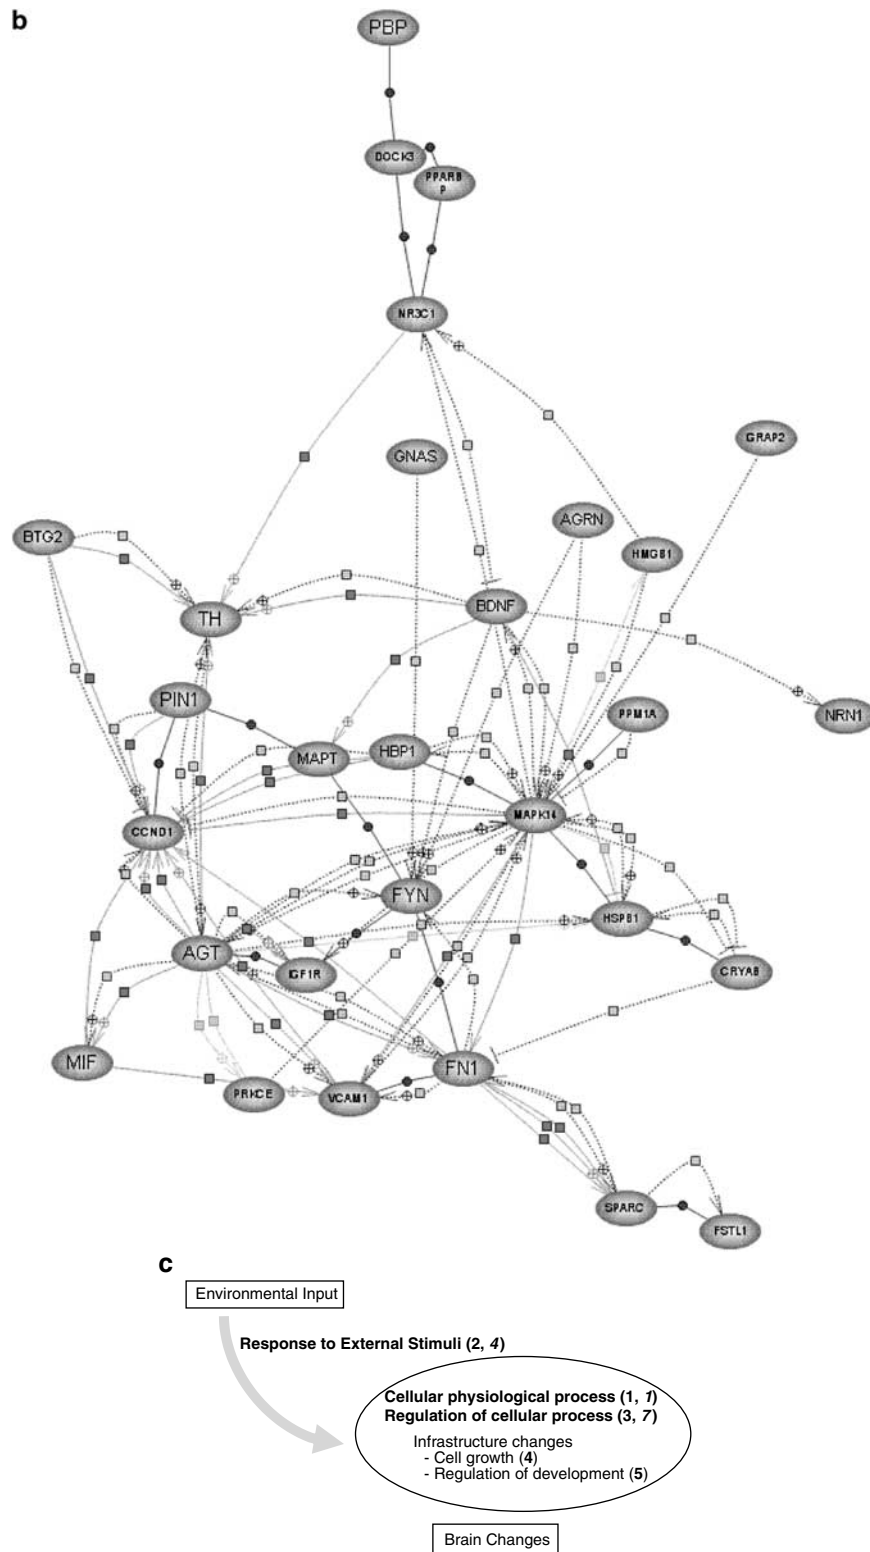 b
PBP
DOCK3
PPARB
P
NR3C1
GRAP2
GNAS
AGRN
BTG2
HMGB1
BDNF
TH
PIN1
PPM1A
NRN1
HBP1
MAPT
MAPK14
CCND1
FYN
HSPB1
AGT
IGF1R
CRYAB
MIF
FN1
PRKCE
VCAM1
SPARC
FSTL1
c
Environmental Input
Response to External Stimuli (2, 4)
Cellular physiological process (1, 1)
Regulation of cellular process (3, 7)
Infrastructure changes
- Cell growth (4)
- Regulation of development (5)
Brain Changes